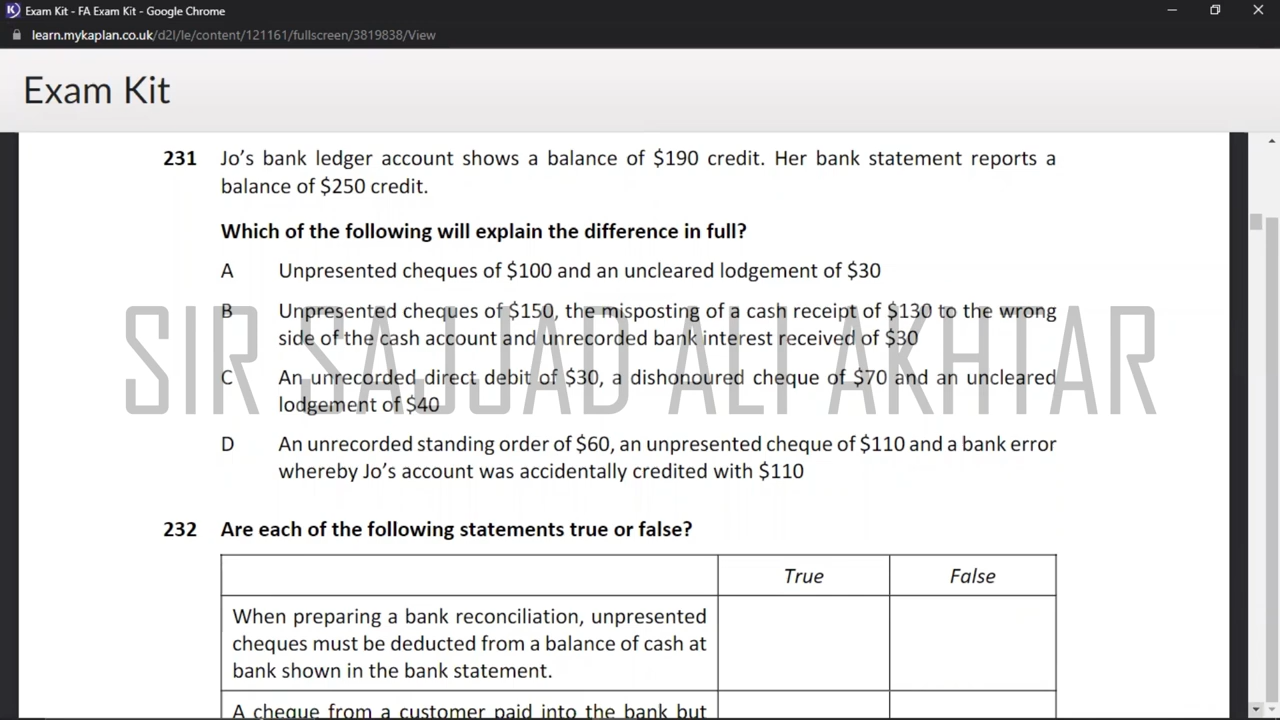 Exam Kit - FA Exam Kit - Google Chrome
learn.mykaplan.co.uk/d2l/le/content/121161/fullscreen/3819838/View
Exam Kit
231 Jo’s bank ledger account shows a balance of $190 credit. Her bank statement reports a
balance of $250 credit.
Which of the following will explain the difference in full?
A Unpresented cheques of $100 and an uncleared lodgement of $30
B Unpresented cheques of $150, the misposting of a cash receipt of $130 to the wrong
side of the cash account and unrecorded bank interest received of $30
C An unrecorded direct debit of $30, a dishonoured cheque of $70 and an uncleared
lodgement of $40
D An unrecorded standing order of $60, an unpresented cheque of $110 and a bank error
whereby Jo’s account was accidentally credited with $110
SIR SAJJAD ALI AKHTAR
232 Are each of the following statements true or false?
True False
When preparing a bank reconciliation, unpresented
cheques must be deducted from a balance of cash at
bank shown in the bank statement.
A cheque from a customer paid into the bank but